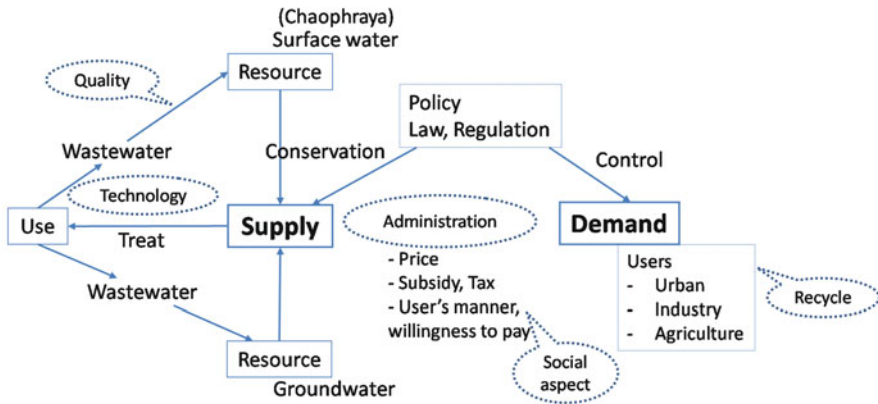 (Chaophraya)
Surface water
Resource
Quality
Policy
Law, Regulation
Wastewater
Conservation
Control
Technology
Use
Supply
Administration
Demand
Treat
- Price
- Subsidy, Tax
- User's manner,
willingness to pay
Users
- Urban
- Industry
- Agriculture
Recycle
Wastewater
Resource
Groundwater
Social
aspect